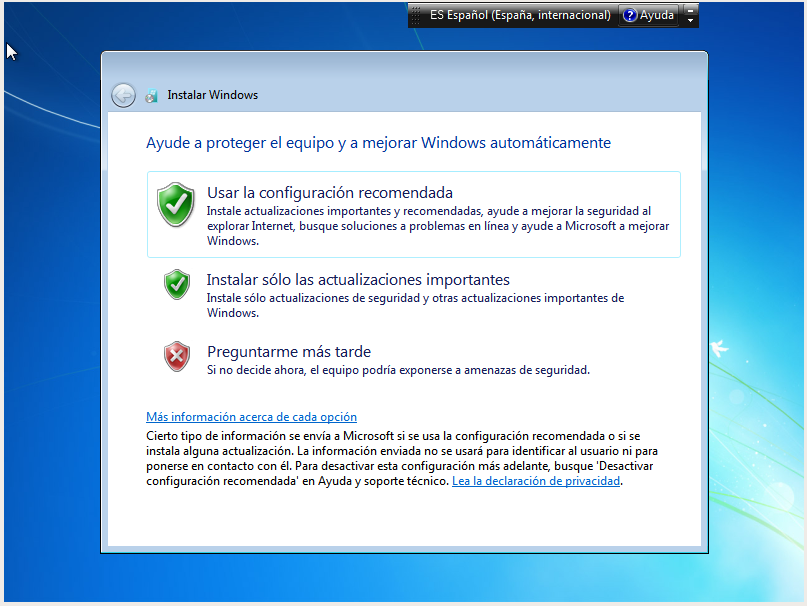 ES Español (España, internacional) Ayuda
Instalar Windows
Ayude a proteger el equipo y a mejorar Windows automáticamente
Usar la configuración recomendada
Instale actualizaciones importantes y recomendadas, ayude a mejorar la seguridad al
explorar Internet, busque soluciones a problemas en línea y ayude a Microsoft a mejorar
Windows.
Instalar sólo las actualizaciones importantes
Instale sólo actualizaciones de seguridad y otras actualizaciones importantes de
Windows.
Preguntarme más tarde
Si no decide ahora, el equipo podría exponerse a amenazas de seguridad.
Más información acerca de cada opción
Cierto tipo de información se envía a Microsoft si se usa la configuración recomendada o si se
instala alguna actualización. La información enviada no se usará para identificar al usuario ni para
ponerse en contacto con él. Para desactivar esta configuración más adelante, busque 'Desactivar
configuración recomendada' en Ayuda y soporte técnico. Lea la declaración de privacidad.